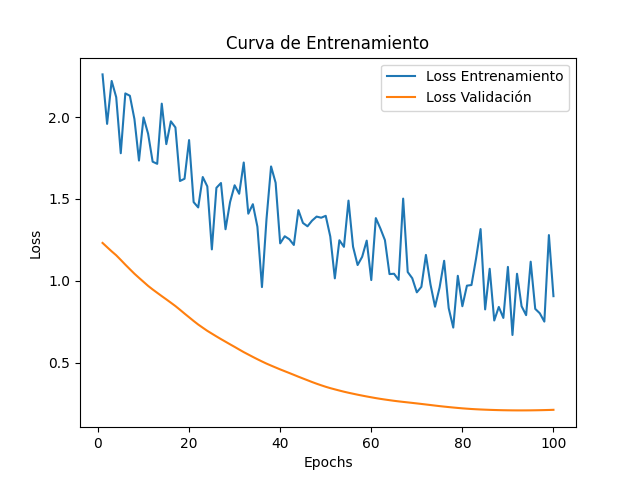 Curva de Entrenamiento
Loss Entrenamiento
Loss Validación
2.0
1.5
1.0
0.5
Loss
0
20
40
60
80
100
Epochs